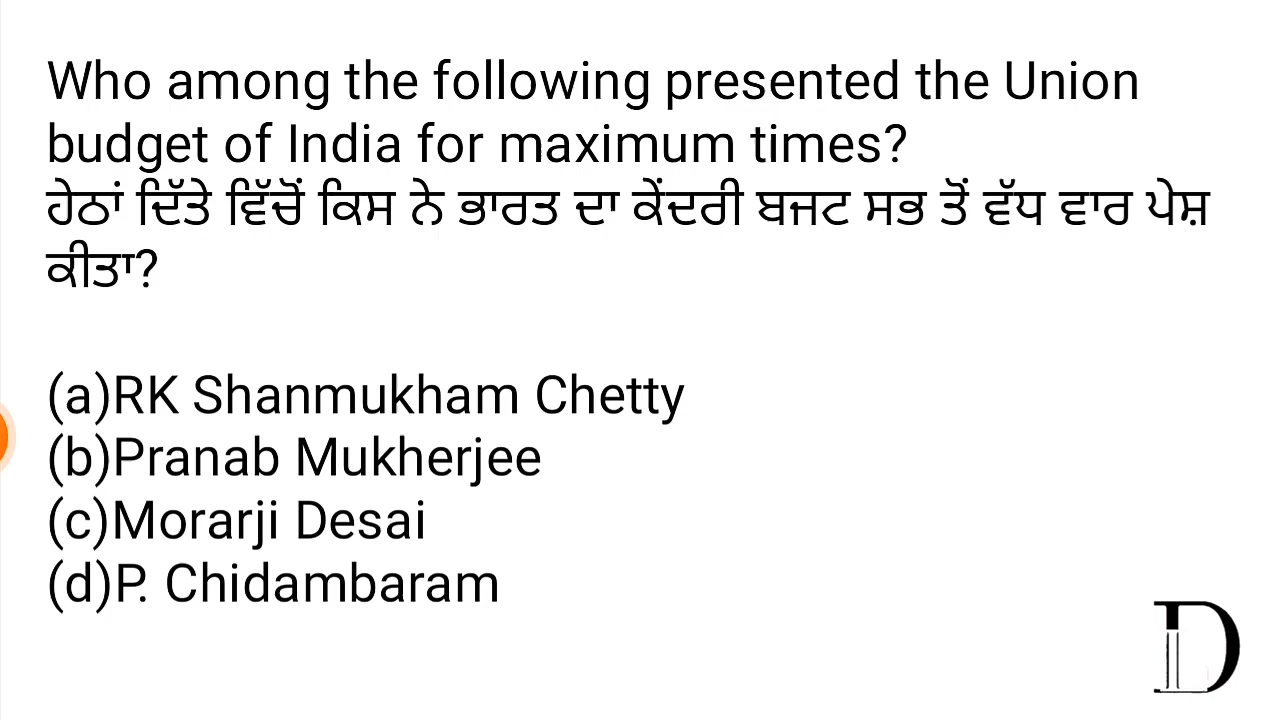 Who among the following presented the Union
budget of India for maximum times?
ਹੇਠਾਂ ਦਿੱਤੇ ਵਿੱਚੋਂ ਕਿਸ ਨੇ ਭਾਰਤ ਦਾ ਕੇਂਦਰੀ ਬਜਟ ਸਭ ਤੋਂ ਵੱਧ ਵਾਰ ਪੇਸ਼
ਕੀਤਾ?
(a)RK Shanmukham Chetty
(b)Pranab Mukherjee
(c)Morarji Desai
(d)P. Chidambaram
D